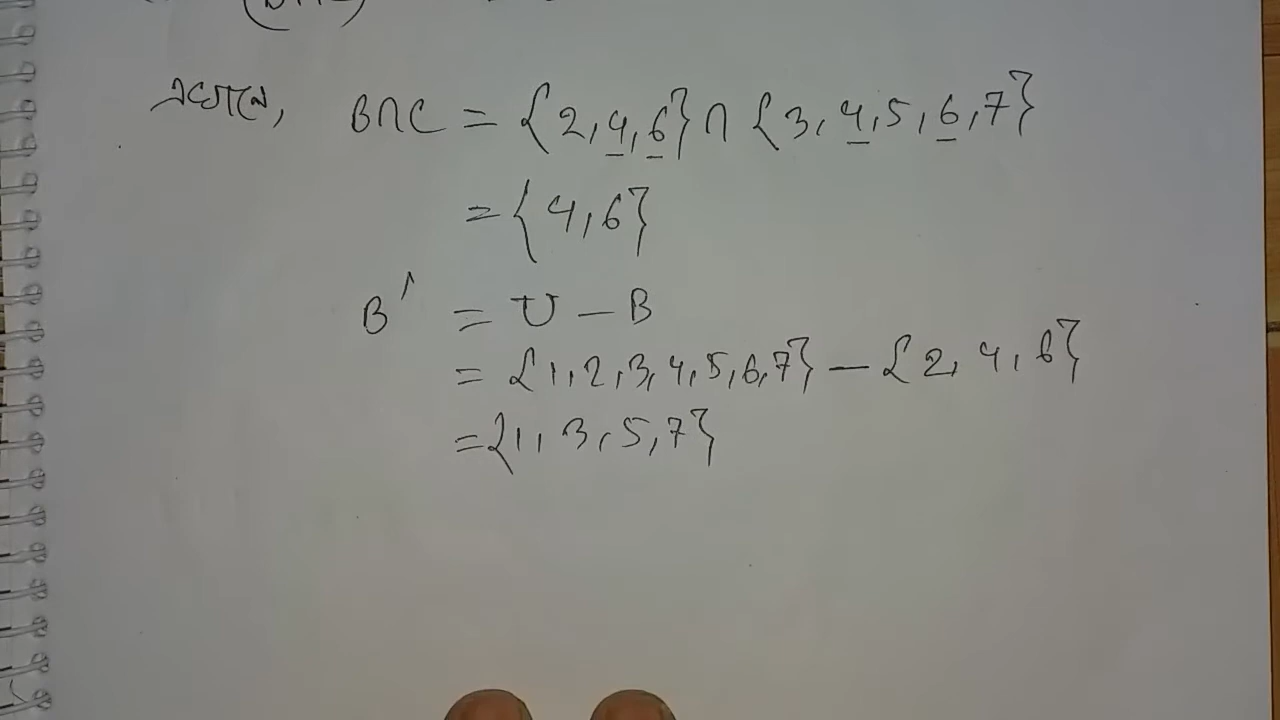 এখানে, B∩C = {2,4,6}∩{3,4,5,6,7}
= {4,6}
B′ = U − B
= {1,2,3,4,5,6,7} − {2,4,6}
= {1,3,5,7}